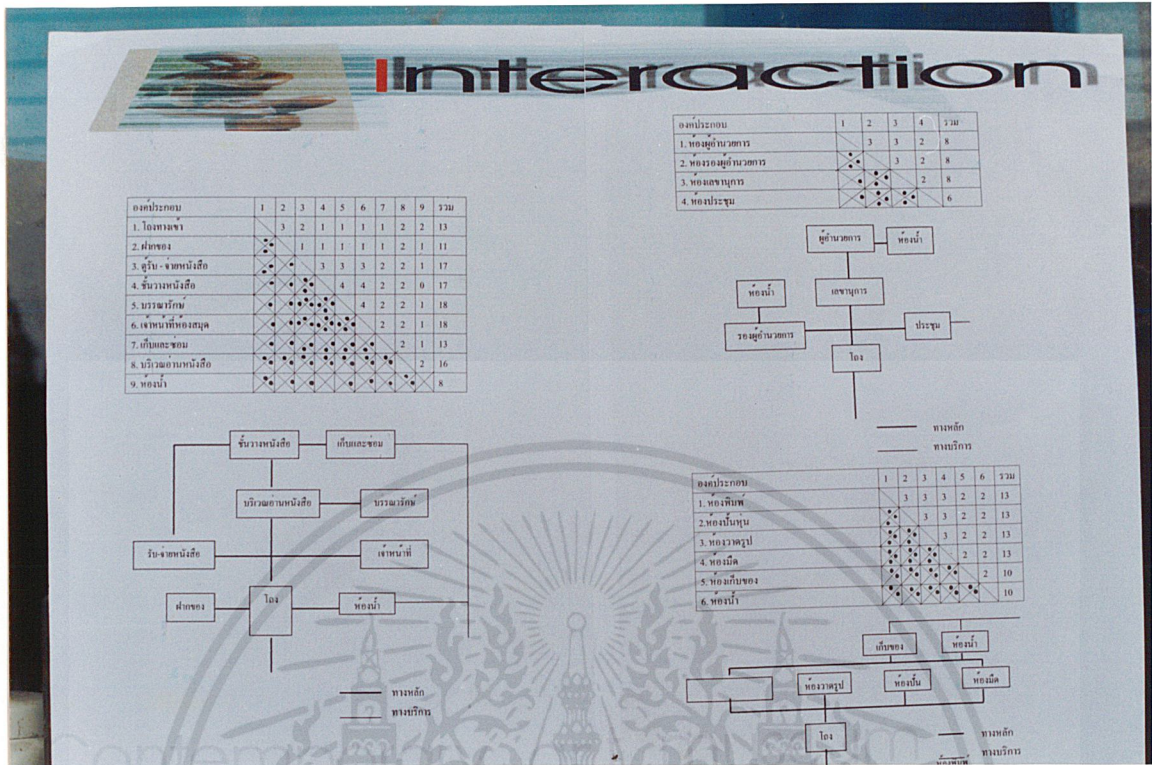 Interaction
องค์ประกอบ 1 2 3 4 5 6 7 8 9 รวม
1. โถงทางเข้า 3 2 1 1 1 1 2 2 13
2. ฝากของ 1 1 1 1 1 2 1 11
3. ตู้รับ - จ่ายหนังสือ 3 3 3 2 2 1 17
4. ชั้นวางหนังสือ 4 4 2 2 0 17
5. บรรณารักษ์ 4 2 2 1 18
6. เจ้าหน้าที่ห้องสมุด 2 2 1 18
7. เก็บและซ่อม 2 1 13
8. บริเวณอ่านหนังสือ 2 16
9. ห้องน้ำ 8
ชั้นวางหนังสือ เก็บและซ่อม
บริเวณอ่านหนังสือ บรรณารักษ์
รับ-จ่ายหนังสือ เจ้าหน้าที่
ฝากของ โถง ห้องน้ำ
ทางหลัก
ทางบริการ
องค์ประกอบ 1 2 3 4 รวม
1. ห้องผู้อำนวยการ 3 3 2 8
2. ห้องรองผู้อำนวยการ 3 2 8
3. ห้องเลขานุการ 2 8
4. ห้องประชุม 6
ผู้อำนวยการ ห้องน้ำ
ห้องน้ำ เลขานุการ
รองผู้อำนวยการ ประชุม
โถง
ทางหลัก
ทางบริการ
องค์ประกอบ 1 2 3 4 5 6 รวม
1. ห้องพิมพ์ 3 3 3 2 2 13
2.ห้องปั้นหุ่น 3 3 2 2 13
3. ห้องวาดรูป 3 2 2 13
4. ห้องมืด 2 2 13
5. ห้องเก็บของ 2 10
6. ห้องน้ำ 10
เก็บของ ห้องน้ำ
ห้องวาดรูป ห้องปั้น ห้องมืด
โถง
ทางหลัก
ทางบริการ
ห้องพิมพ์